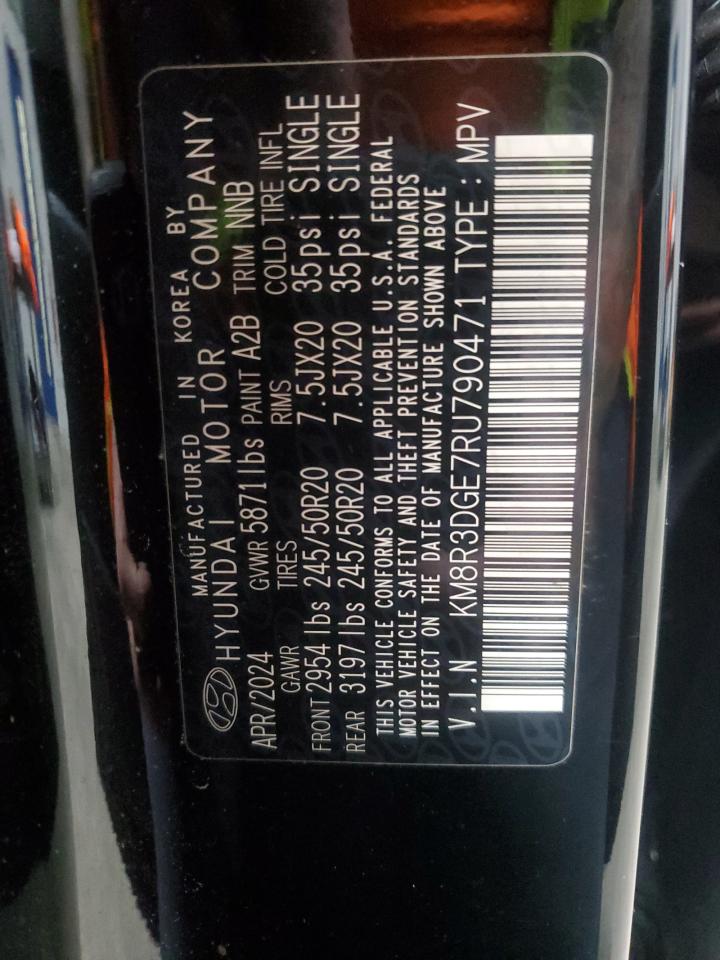 MANUFACTURED IN KOREA BY
HYUNDAI MOTOR COMPANY
APR/2024 GVWR 5871lbs PAINT A2B TRIM NNB
GAWR TIRES RIMS COLD TIRE INFL
FRONT 2954lbs 245/50R20 7.5JX20 35psi SINGLE
REAR 3197lbs 245/50R20 7.5JX20 35psi SINGLE
THIS VEHICLE CONFORMS TO ALL APPLICABLE U.S.A. FEDERAL
MOTOR VEHICLE SAFETY AND THEFT PREVENTION STANDARDS
IN EFFECT ON THE DATE OF MANUFACTURE SHOWN ABOVE
V.I.N KM8R3DGE7RU790471 TYPE : MPV